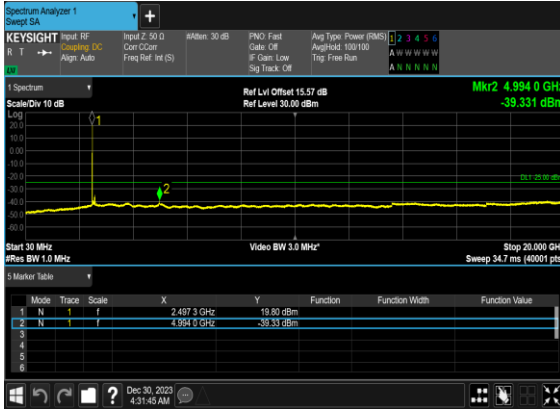 Spectrum Analyzer 1
Swept SA
+
KEYSIGHT Input: RF Input Z: 50 Ω #Atten: 30 dB PNO: Fast Avg Type: Power (RMS) 1 2 3 4 5 6
R T Coupling: DC Corr CCorr Gate: Off Avg|Hold: 100/100 A W W W W W
Align: Auto Freq Ref: Int (S) IF Gain: Low Trig: Free Run
Sig Track: Off A N N N N N
1 Spectrum Ref Lvl Offset 15.57 dB Mkr2 4.994 0 GHz
Scale/Div 10 dB Ref Level 30.00 dBm -39.331 dBm
Log
20.0
10.0
0.00
-10.0
-20.0
-30.0
-40.0
-50.0
-60.0
1
2
DL1 -25.00 dBm
Start 30 MHz Video BW 3.0 MHz* Stop 20.000 GHz
#Res BW 1.0 MHz Sweep 34.7 ms (40001 pts)
5 Marker Table
Mode Trace Scale X Y Function Function Width Function Value
1 N 1 f 2.497 3 GHz 19.80 dBm
2 N 1 f 4.994 0 GHz -39.33 dBm
3
4
5
6
? Dec 30, 2023
4:31:45 AM